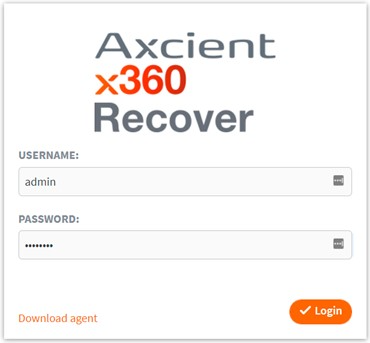 Axcient
x360
Recover
USERNAME:
admin
PASSWORD:
••••••••
Download agent
Login